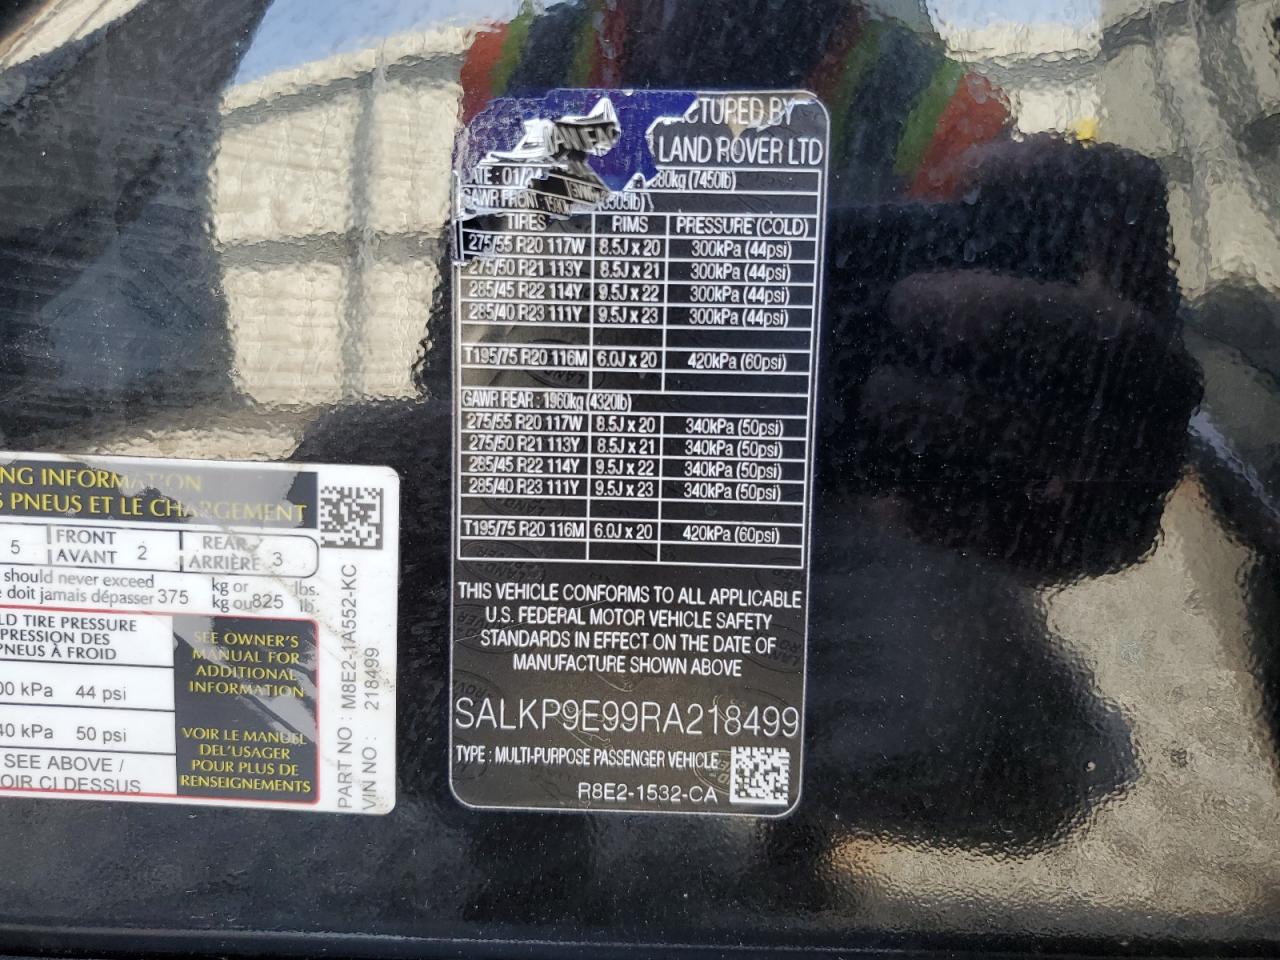 ACTURED BY
LAND ROVER LTD
ATE : 01/24
380kg (7450lb)
GAWR FRONT : 1590k
(3505lb)
TIRES RIMS PRESSURE(COLD)
275/55 R20 117W 8.5J x 20 300kPa (44psi)
275/50 R21 113Y 8.5J x 21 300kPa (44psi)
285/45 R22 114Y 9.5J x 22 300kPa (44psi)
285/40 R23 111Y 9.5J x 23 300kPa (44psi)
T195/75 R20 116M 6.0J x 20 420kPa (60psi)
GAWR REAR : 1960kg (4320lb)
275/55 R20 117W 8.5J x 20 340kPa (50psi)
275/50 R21 113Y 8.5J x 21 340kPa (50psi)
285/45 R22 114Y 9.5J x 22 340kPa (50psi)
285/40 R23 111Y 9.5J x 23 340kPa (50psi)
T195/75 R20 116M 6.0J x 20 420kPa (60psi)
THIS VEHICLE CONFORMS TO ALL APPLICABLE
U.S. FEDERAL MOTOR VEHICLE SAFETY
STANDARDS IN EFFECT ON THE DATE OF
MANUFACTURE SHOWN ABOVE
SALKP9E99RA218499
TYPE : MULTI-PURPOSE PASSENGER VEHICLE
R8E2-1532-CA
NG INFORMATION
S PNEUS ET LE CHARGEMENT
5 FRONT AVANT 2 REAR ARRIÈRE 3
should never exceed kg or lbs.
e doit jamais dépasser 375 kg ou 825 lb.
LD TIRE PRESSURE
PRESSION DES
PNEUS À FROID
00 kPa 44 psi
40 kPa 50 psi
SEE ABOVE /
OIR CI DESSUS
SEE OWNER'S
MANUAL FOR
ADDITIONAL
INFORMATION
VOIR LE MANUEL
DEL'USAGER
POUR PLUS DE
RENSEIGNEMENTS
PART NO : M8E2-1A552-KC
VIN NO : 218499